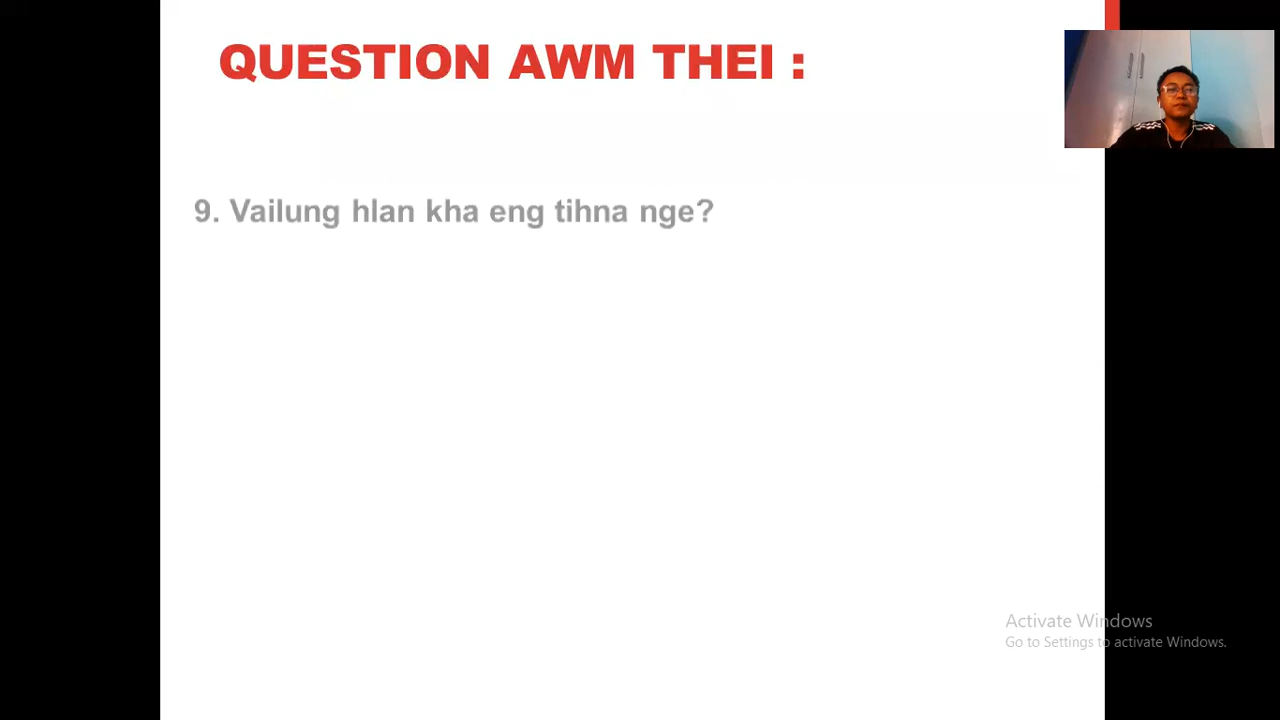 QUESTION AWM THEI :
9. Vailung hlan kha eng tihna nge?
Activate Windows
Go to Settings to activate Windows.